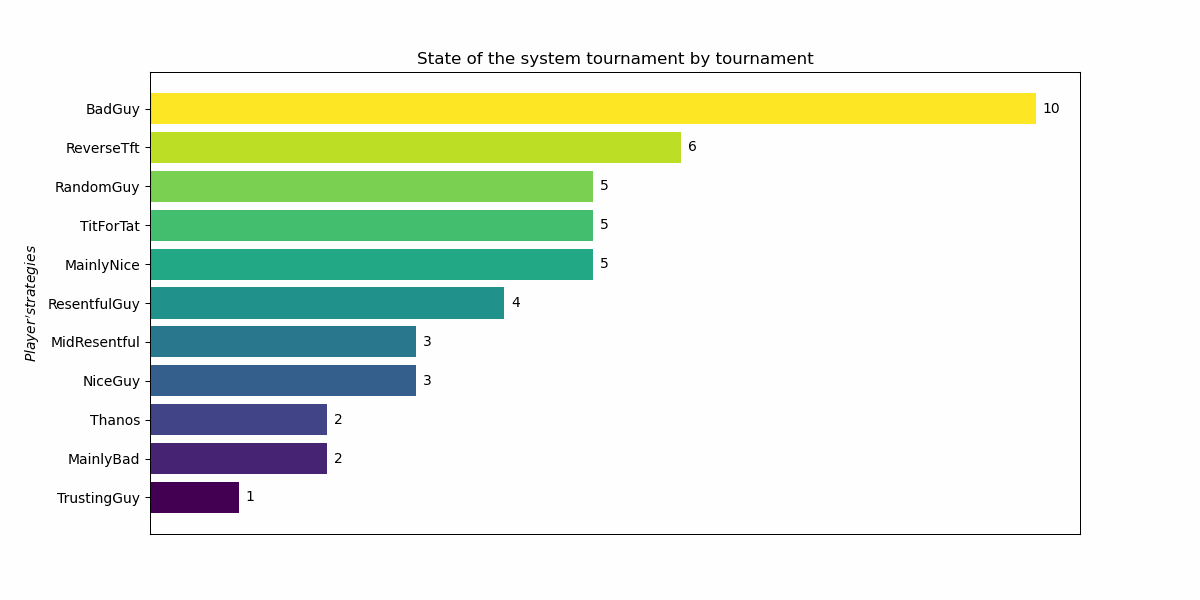 State of the system tournament by tournament
Player'strategies
BadGuy 10
ReverseTft 6
RandomGuy 5
TitForTat 5
MainlyNice 5
ResentfulGuy 4
MidResentful 3
NiceGuy 3
Thanos 2
MainlyBad 2
TrustingGuy 1